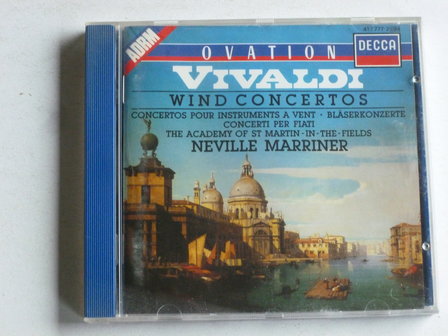 ADRM
OVATION
DECCA
VIVALDI
WIND CONCERTOS
CONCERTOS POUR INSTRUMENTS A VENT · BLÄSERKONZERTE
CONCERTI PER FIATI
THE ACADEMY OF ST MARTIN-IN-THE-FIELDS
NEVILLE MARRINER